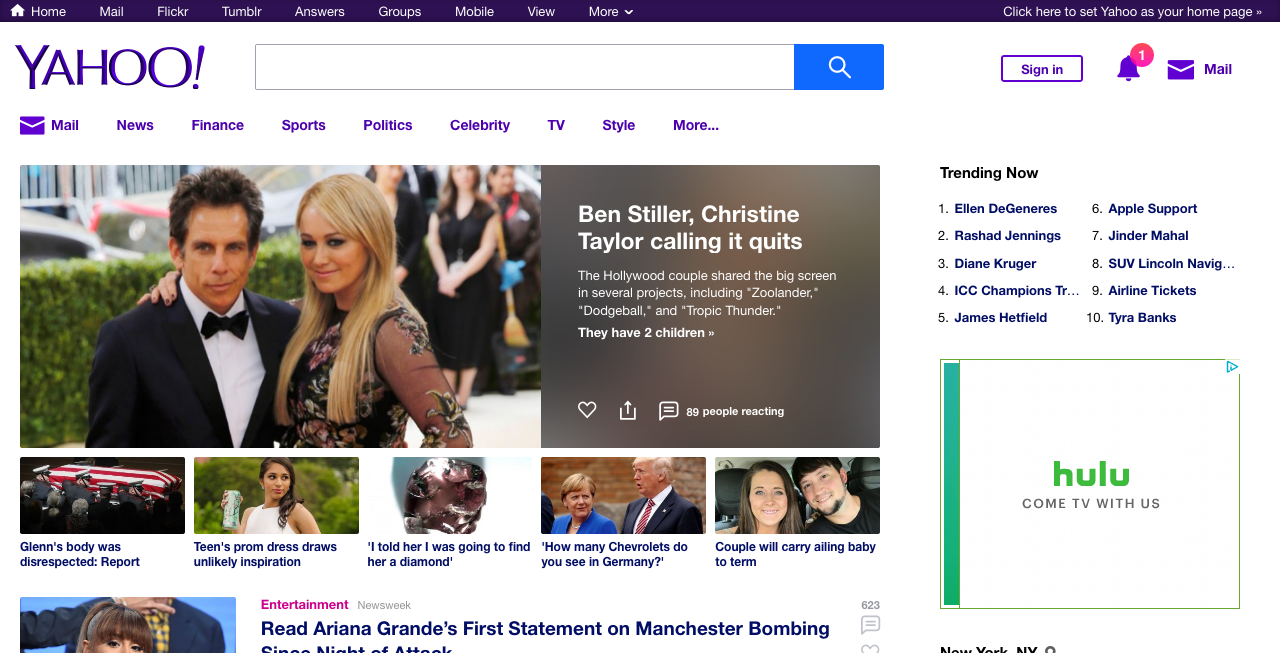 Home Mail Flickr Tumblr Answers Groups Mobile View More Click here to set Yahoo as your home page »
YAHOO!
Sign in
1
Mail
Mail News Finance Sports Politics Celebrity TV Style More...
Ben Stiller, Christine
Taylor calling it quits
The Hollywood couple shared the big screen
in several projects, including "Zoolander,"
"Dodgeball," and "Tropic Thunder."
They have 2 children »
89 people reacting
Glenn's body was
disrespected: Report
Teen's prom dress draws
unlikely inspiration
'I told her I was going to find
her a diamond'
'How many Chevrolets do
you see in Germany?'
Couple will carry ailing baby
to term
Entertainment Newsweek
623
Read Ariana Grande’s First Statement on Manchester Bombing
Since Night of Attack
Trending Now
1. Ellen DeGeneres
2. Rashad Jennings
3. Diane Kruger
4. ICC Champions Tr...
5. James Hetfield
6. Apple Support
7. Jinder Mahal
8. SUV Lincoln Navig...
9. Airline Tickets
10. Tyra Banks
hulu
COME TV WITH US
New York, NY